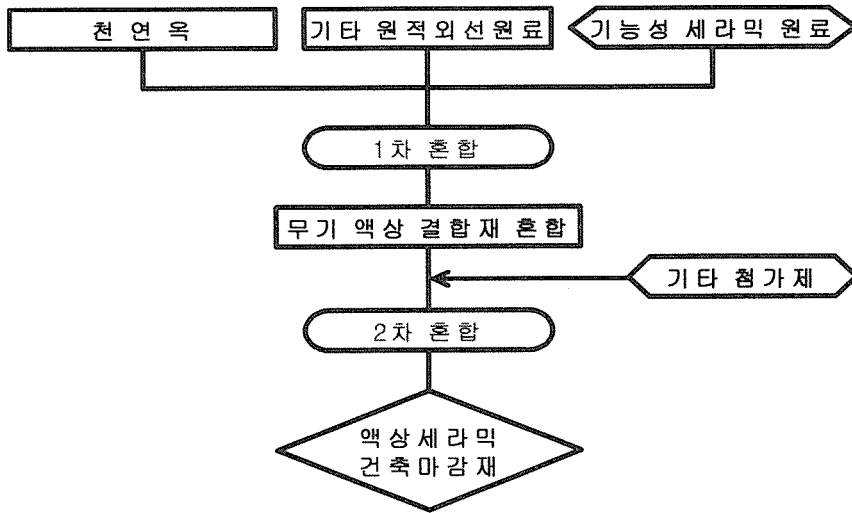 천연옥
기타 원적외선원료
기능성 세라믹 원료
1차 혼합
무기 액상 결합재 혼합
기타 첨가제
2차 혼합
액상세라믹
건축마감재